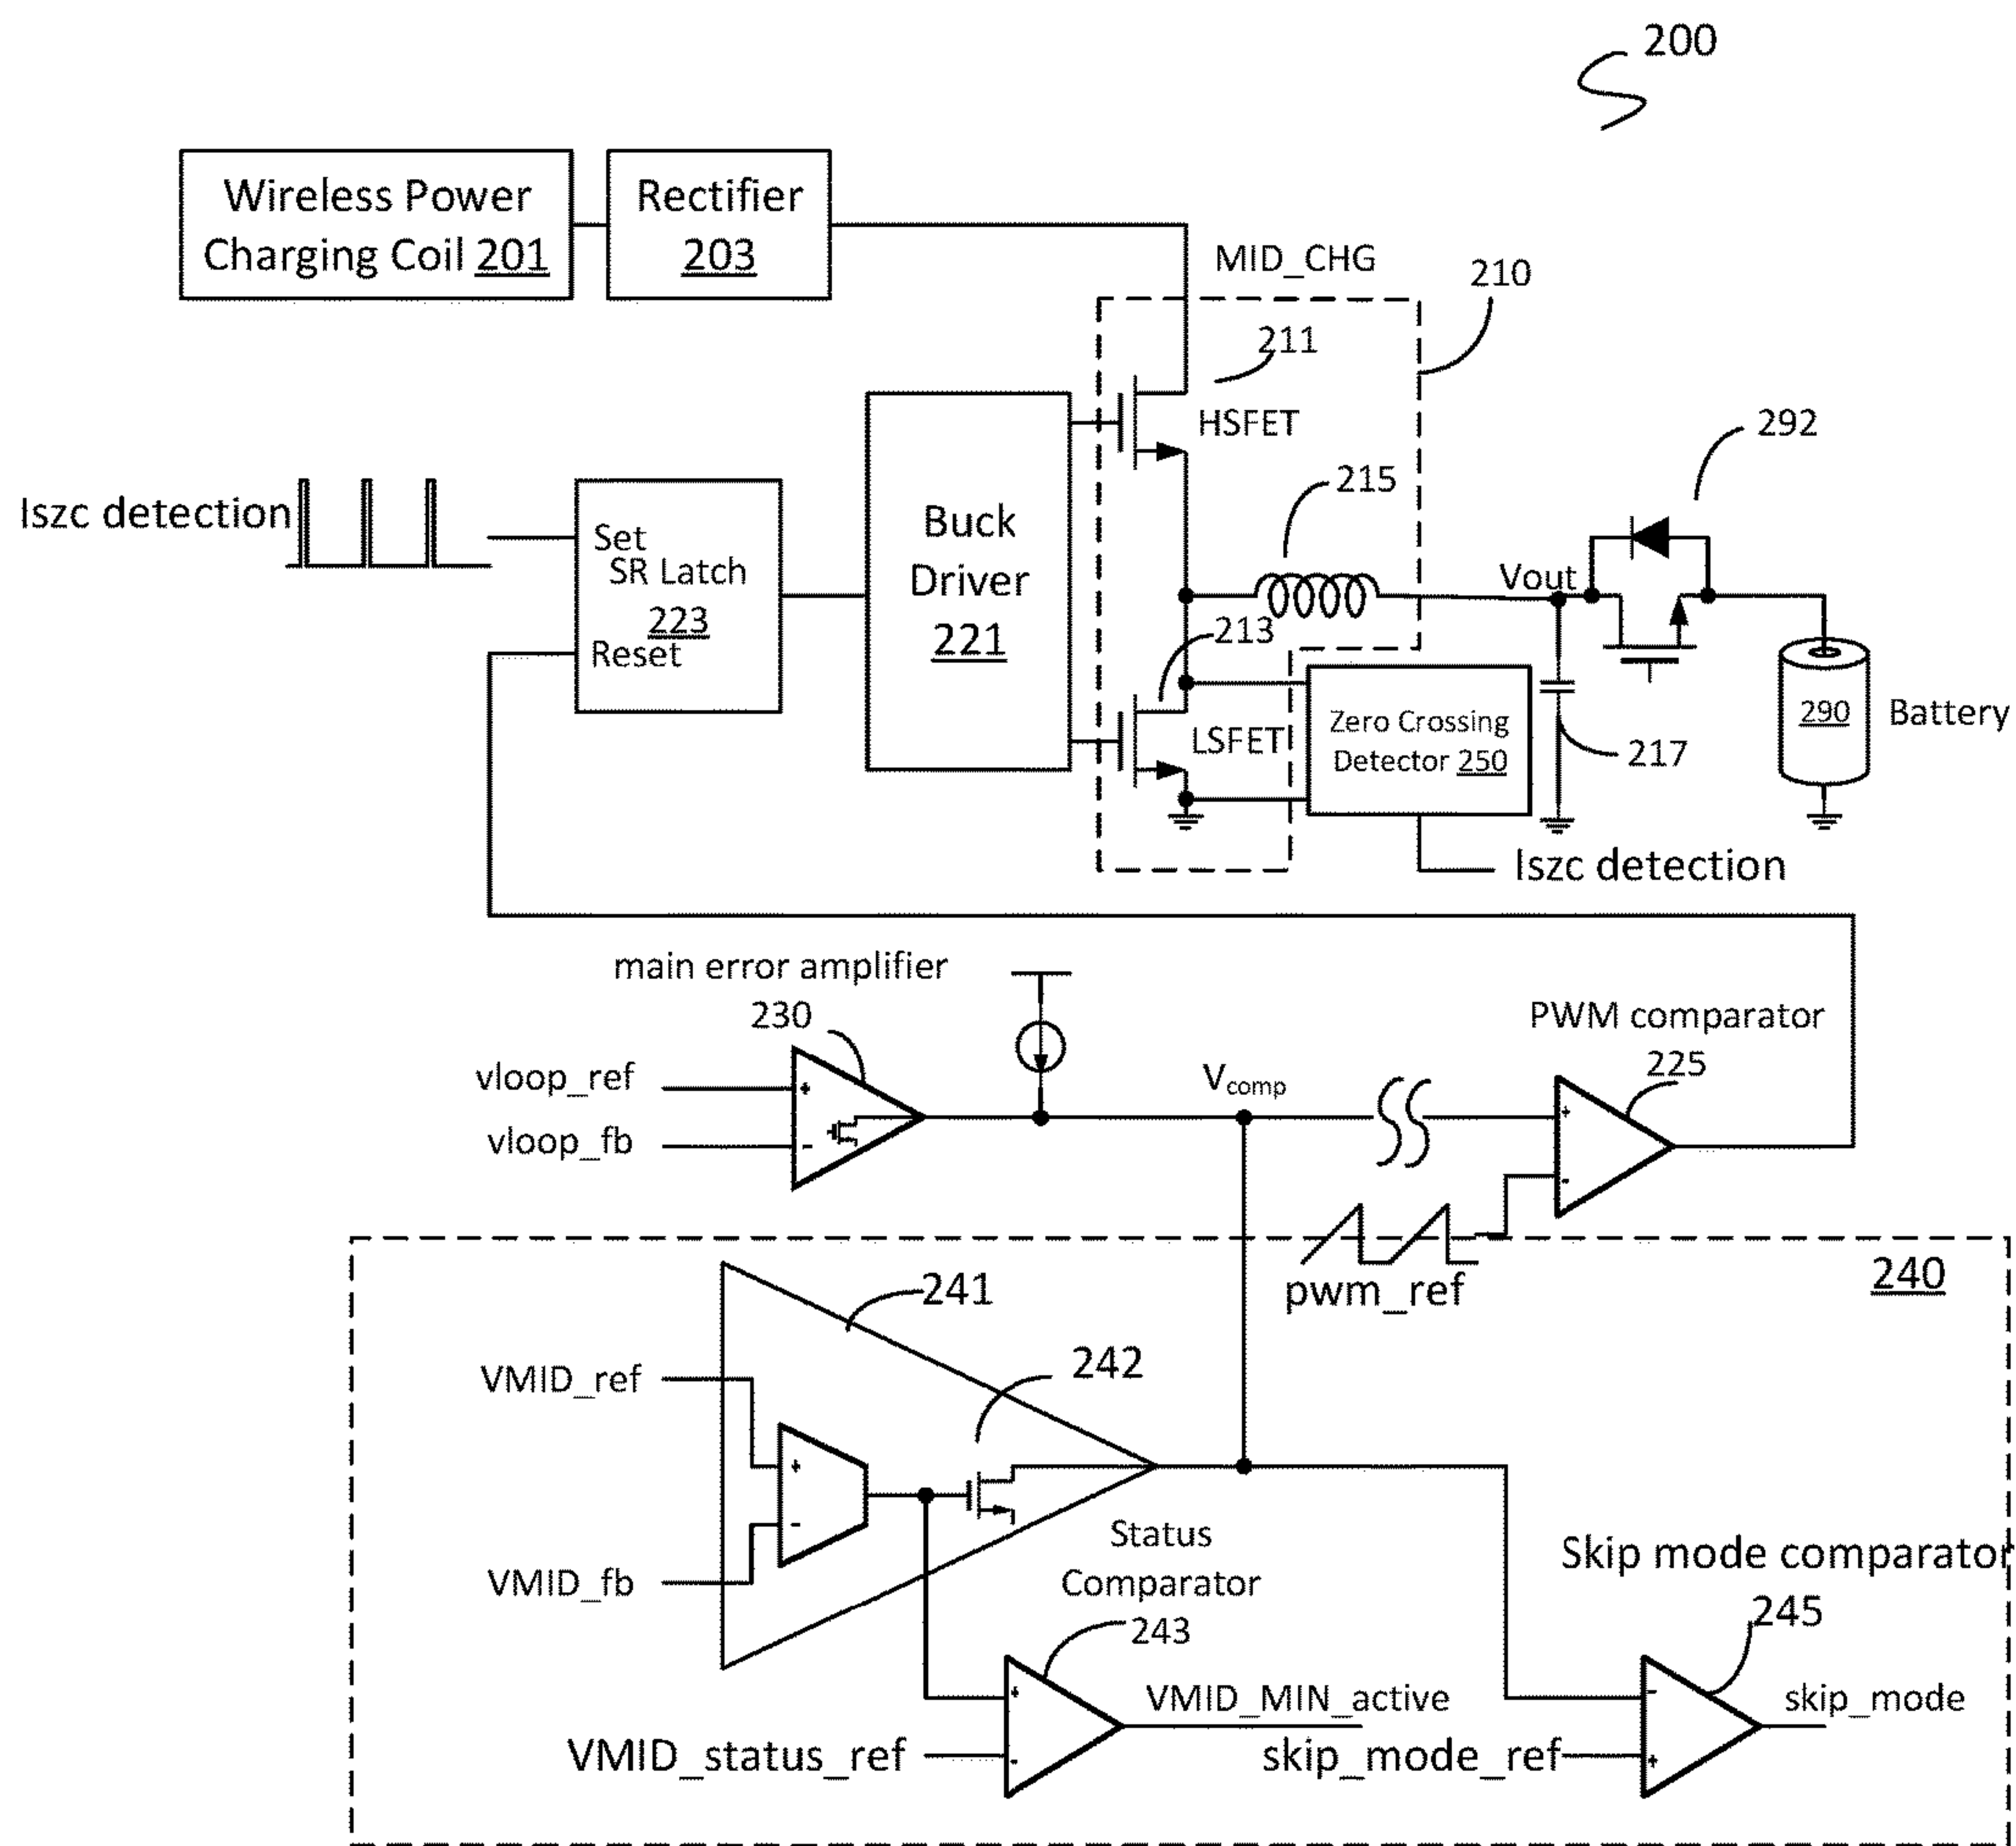 200
Wireless Power
Charging Coil 201
Rectifier
203
MID_CHG
210
211
HSFET
292
215
Iszc detection
Set
SR Latch
223
Reset
Buck
Driver
221
Vout
213
LSFET
Zero Crossing
Detector 250
217
290
Battery
Iszc detection
main error amplifier
230
PWM comparator
225
vloop_ref
+
vloop_fb
-
Vcomp
+
-
pwm_ref
240
241
242
VMID_ref
+
VMID_fb
-
Status
Comparator
243
Skip mode comparator
245
+
VMID_MIN_active
-
skip_mode
VMID_status_ref
-
skip_mode_ref
+